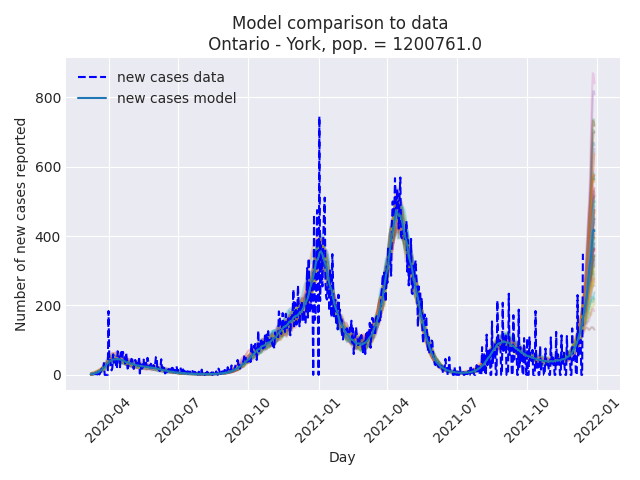 Model comparison to data
Ontario - York, pop. = 1200761.0
new cases data
new cases model
Number of new cases reported
800
600
400
200
0
2020-04
2020-07
2020-10
2021-01
2021-04
2021-07
2021-10
2022-01
Day